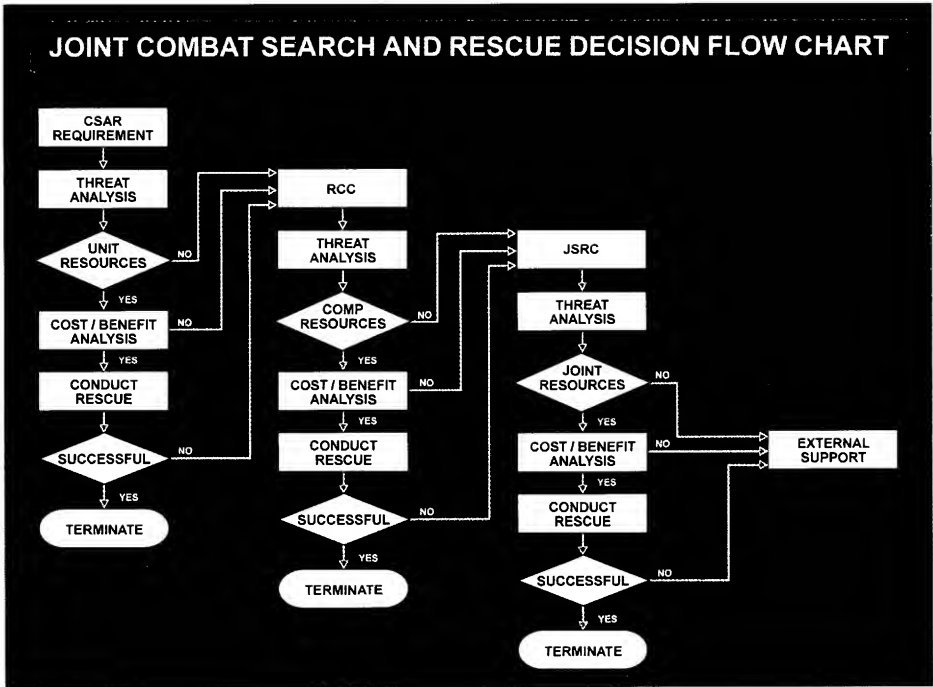 JOINT COMBAT SEARCH AND RESCUE DECISION FLOW CHART
CSAR
REQUIREMENT
THREAT
ANALYSIS
UNIT
RESOURCES
NO
YES
COST / BENEFIT
ANALYSIS
NO
YES
CONDUCT
RESCUE
SUCCESSFUL
NO
YES
TERMINATE
RCC
THREAT
ANALYSIS
COMP
RESOURCES
NO
YES
COST / BENEFIT
ANALYSIS
NO
YES
CONDUCT
RESCUE
SUCCESSFUL
NO
YES
TERMINATE
JSRC
THREAT
ANALYSIS
JOINT
RESOURCES
NO
YES
COST / BENEFIT
ANALYSIS
NO
YES
CONDUCT
RESCUE
SUCCESSFUL
NO
YES
TERMINATE
EXTERNAL
SUPPORT